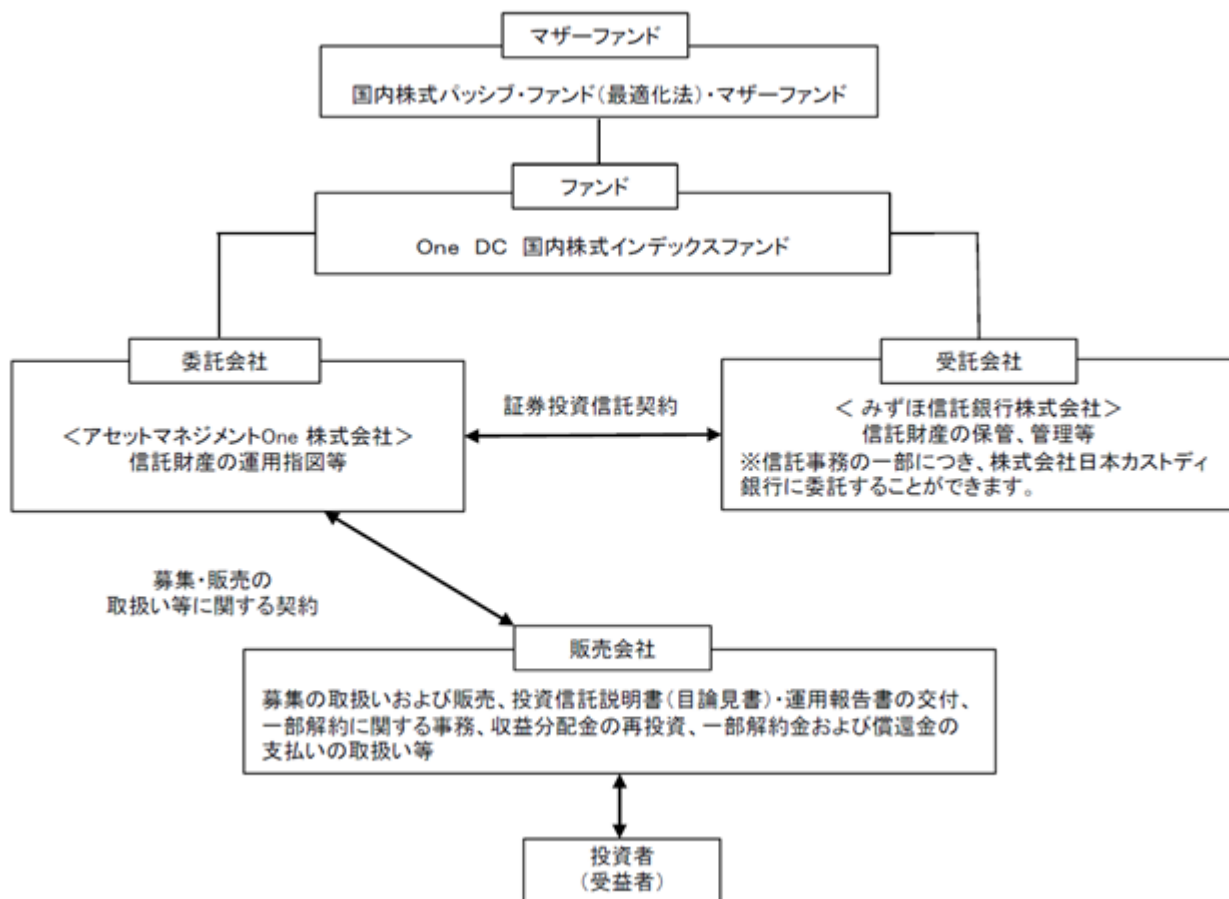 マザーファンド
国内株式パッシブ・ファンド(最適化法)・マザーファンド
ファンド
One DC 国内株式インデックスファンド
委託会社
<アセットマネジメントOne 株式会社>
信託財産の運用指図等
証券投資信託契約
受託会社
< みずほ信託銀行株式会社>
信託財産の保管、管理等
※信託事務の一部につき、株式会社日本カストディ
銀行に委託することができます。
募集・販売の
取扱い等に関する契約
販売会社
募集の取扱いおよび販売、投資信託説明書(目論見書)・運用報告書の交付、
一部解約に関する事務、収益分配金の再投資、一部解約金および償還金の
支払いの取扱い等
投資者
(受益者)